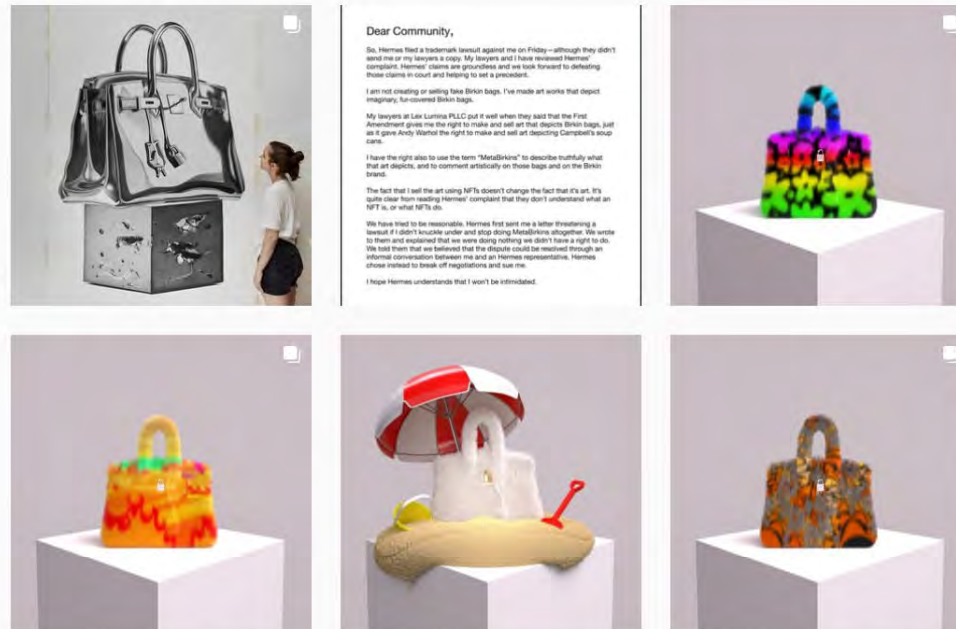 Dear Community,
So, Hermes filed a trademark lawsuit against me on Friday—although they didn't
send me or my lawyers a copy. My lawyers and I have reviewed Hermes'
complaint. Hermes' claims are groundless and we look forward to defeating
those claims in court and helping to set a precedent.
I am not creating or selling fake Birkin bags. I've made art works that depict
imaginary, fur-covered Birkin bags.
My lawyers at Lex Lumina PLLC put it well when they said that the First
Amendment gives me the right to make and sell art that depicts Birkin bags, just
as it gave Andy Warhol the right to make and sell art depicting Campbell's soup
cans.
I have the right also to use the term “MetaBirkins” to describe truthfully what
that art depicts, and to comment artistically on those bags and on the Birkin
brand.
The fact that I sell the art using NFTs doesn't change the fact that it's art. It's
quite clear from reading Hermes' complaint that they don't understand what an
NFT is, or what NFTs do.
We have tried to be reasonable. Hermes first sent me a letter threatening a
lawsuit if I didn't knuckle under and stop doing MetaBirkins altogether. We wrote
to them and explained that we were doing nothing we didn't have a right to do.
We told them that we believed that the dispute could be resolved through an
informal conversation between me and an Hermes representative. Hermes
chose instead to break off negotiations and sue me.
I hope Hermes understands that I won't be intimidated.